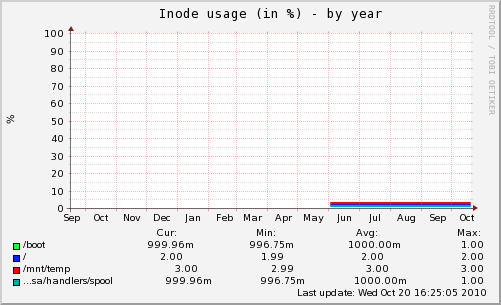 Inode usage (in %) - by year
RRDTOOL / TOBI OETIKER
%
100
90
80
70
60
50
40
30
20
10
0
Sep Oct Nov Dec Jan Feb Mar Apr May Jun Jul Aug Sep Oct
Cur: Min: Avg: Max:
/boot 999.96m 996.75m 1000.00m 1.00
/ 2.00 1.99 2.00 2.00
/mnt/temp 3.00 2.99 3.00 3.00
...sa/handlers/spool 999.96m 996.75m 1000.00m 1.00
Last update: Wed Oct 20 16:25:05 2010